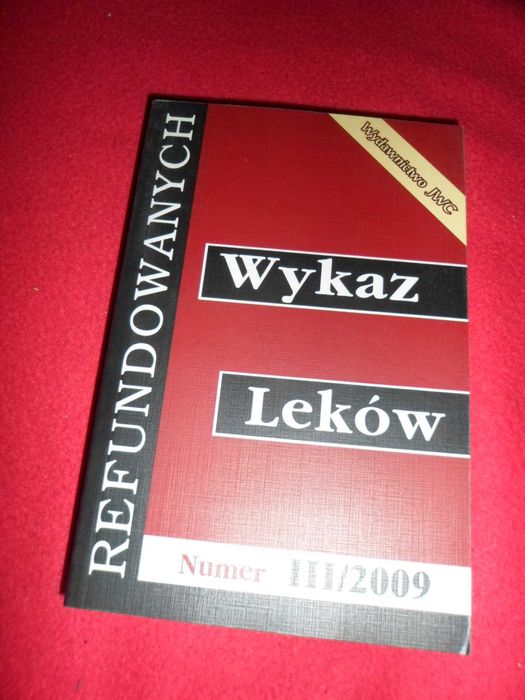 Wydawnictwo JWC
REFUNDOWANYCH
Wykaz
Leków
Numer III/2009